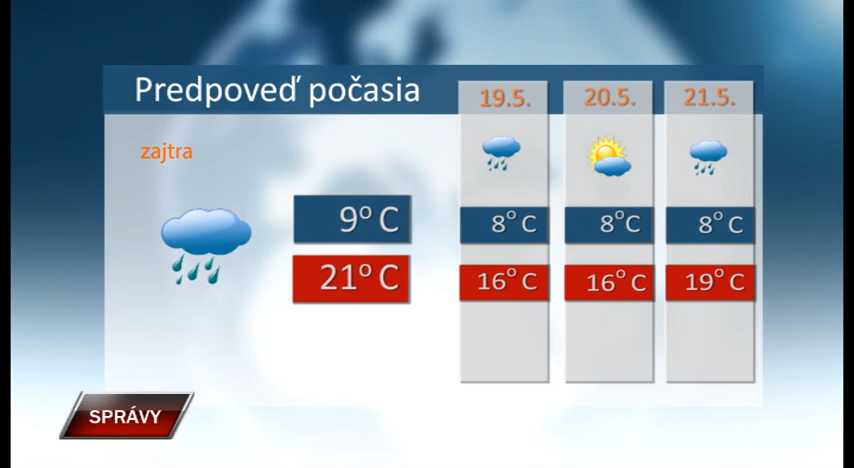 Predpoveď počasia
zajtra
9° C
21° C
19.5. 20.5. 21.5.
8° C 8°C 8° C
16° C 16° C 19° C
SPRÁVY